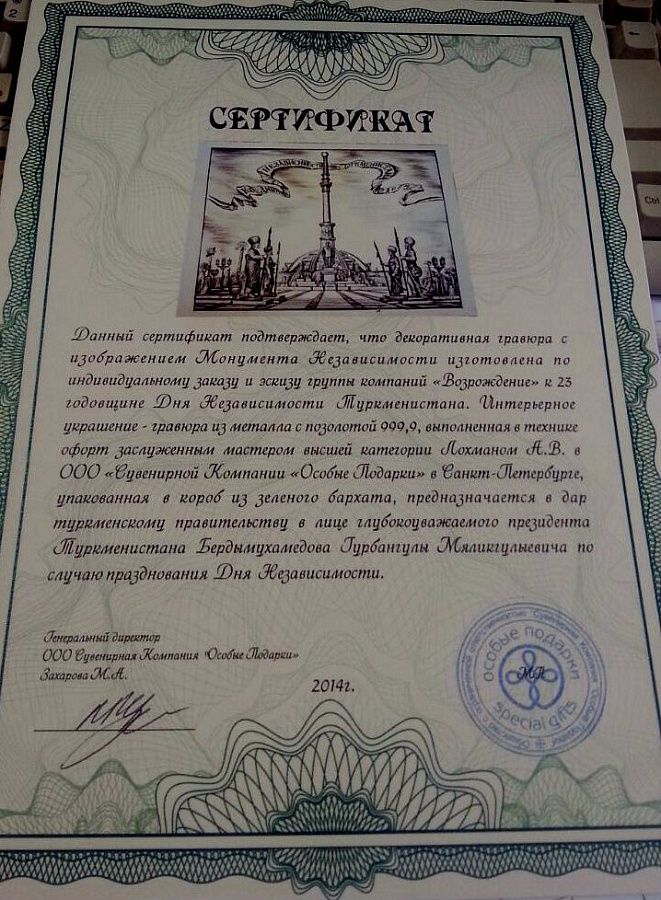 СЕРТИФИКАТ
Данный сертификат подтверждает, что декоративная гравюра с
изображением Монумента Независимости изготовлена по
индивидуальному заказу и эскизу группы компаний «Возрождение» к 23
годовщине Дня Независимости Туркменистана. Интерьерное
украшение - гравюра из металла с позолотой 999,9, выполненная в технике
офорт заслуженным мастером высшей категории Лохманом А.В. в
ООО «Сувенирной Компании «Особые Подарки» в Санкт-Петербурге,
упакованная в короб из зеленого бархата, предназначается в дар
туркменскому правительству в лице глубокоуважаемого президента
Туркменистана Бердымухамедова Гурбангулы Мяликгулыевича по
случаю празднования Дня Независимости.
Генеральный директор
ООО Сувенирная Компания "Особые Подарки"
Захарова М.А.
2014г.
особые подарки
МП
special gifts